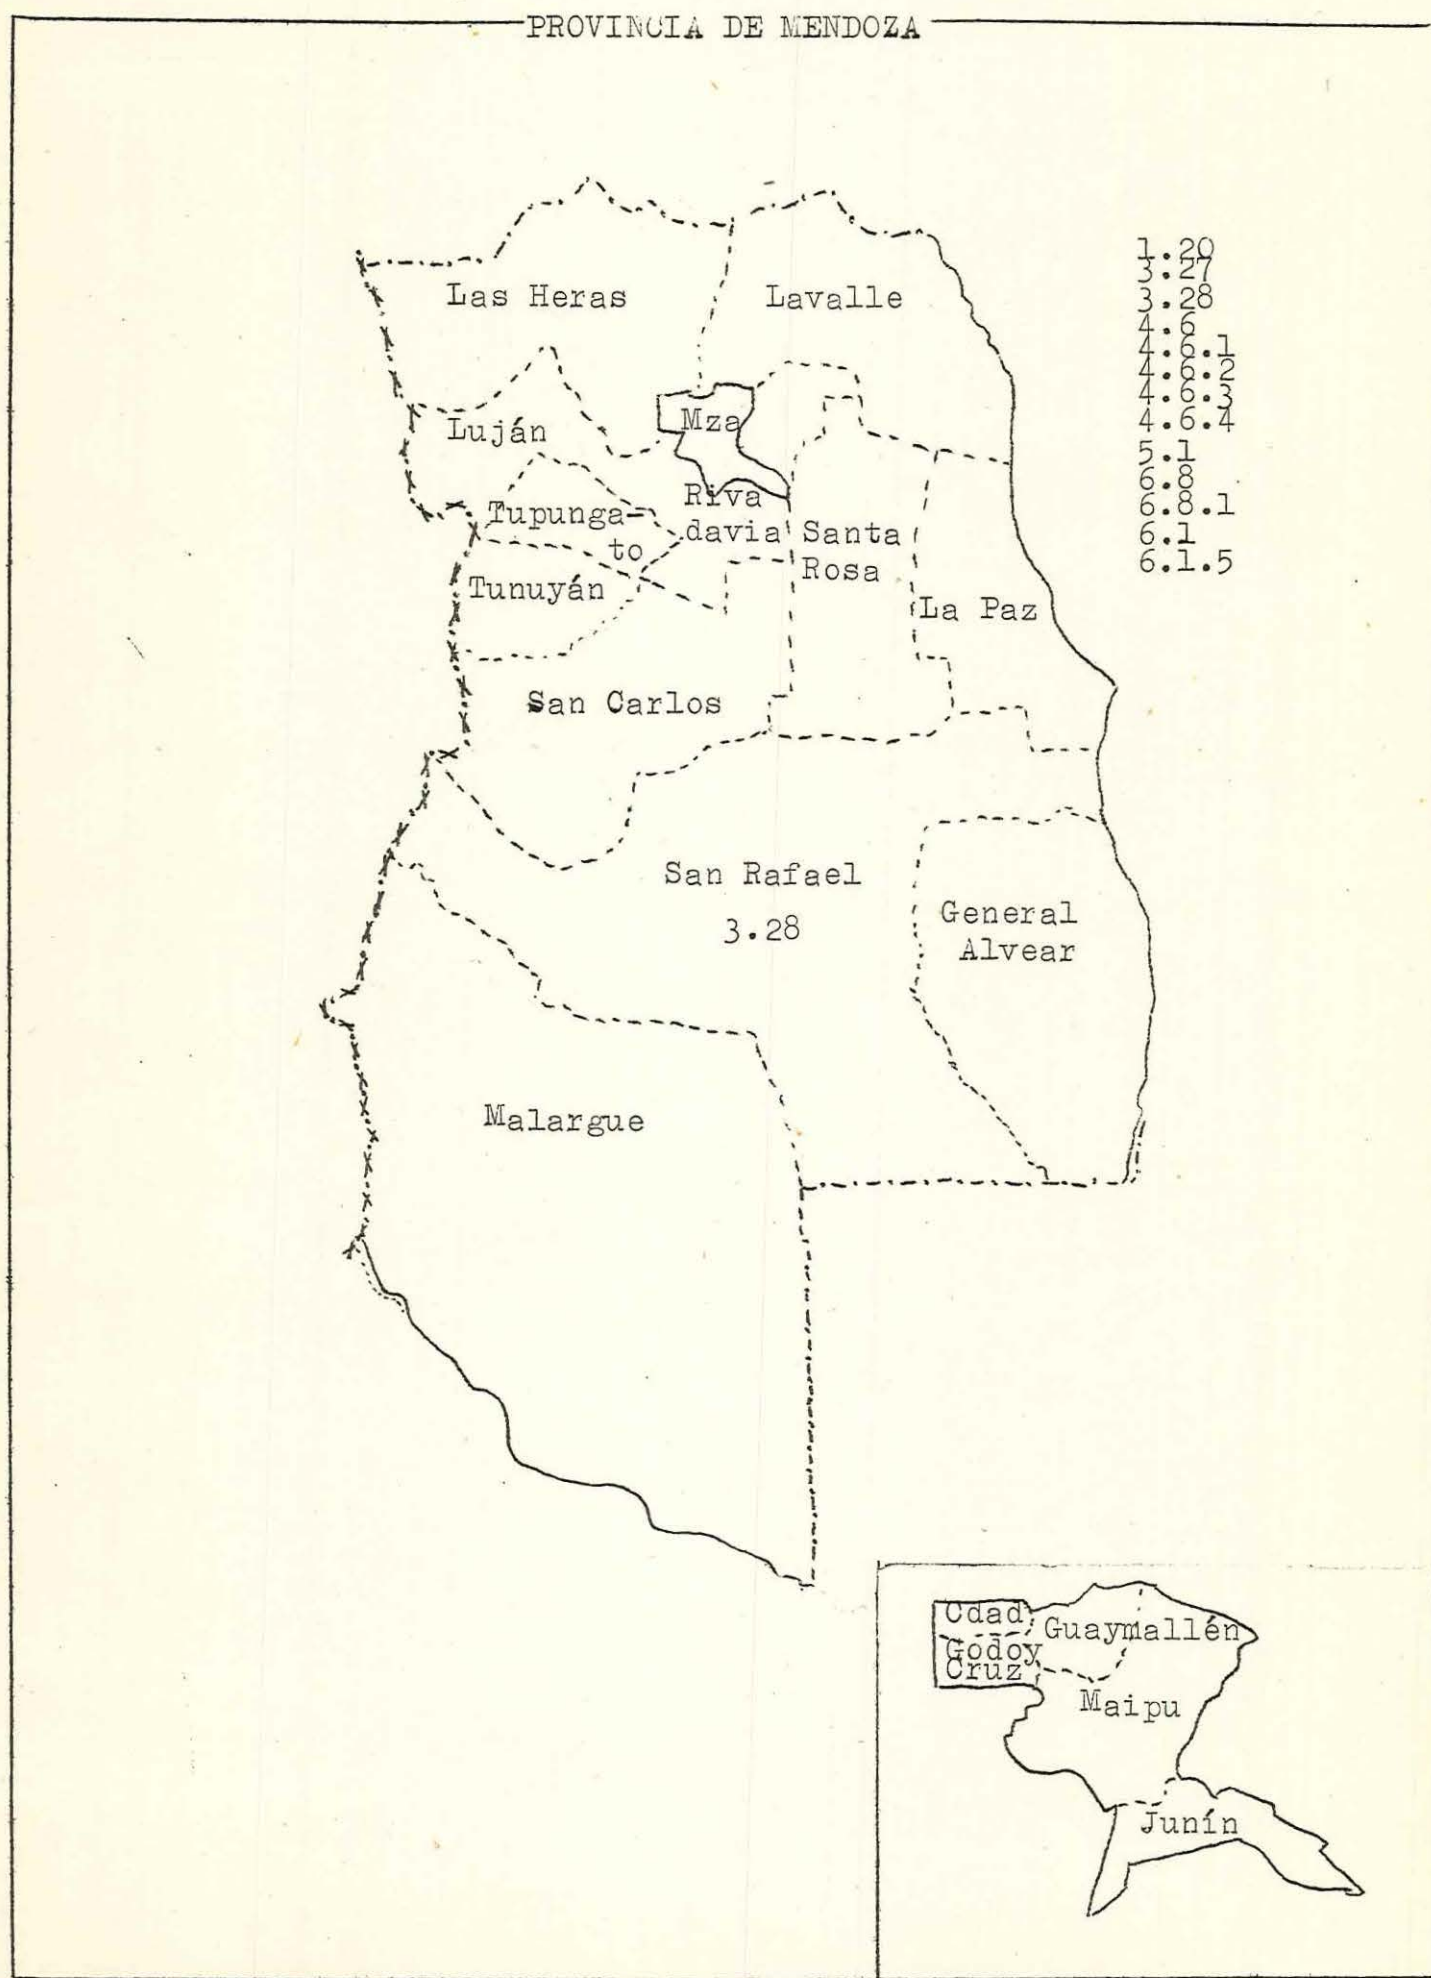 PROVINCIA DE MENDOZA
Las Heras
Lavalle
1.20
3.27
3.28
4.6
4.6.1
4.6.2
4.6.3
4.6.4
5.1
6.8
6.8.1
6.1
6.1.5
Luján
Mza
Tupunga-
to
Riva
davia
Santa
Rosa
Tunuyán
La Paz
San Carlos
San Rafael
3.28
General
Alvear
Malargue
Cdad
Godoy
Cruz
Guaymallén
Maipu
Junín